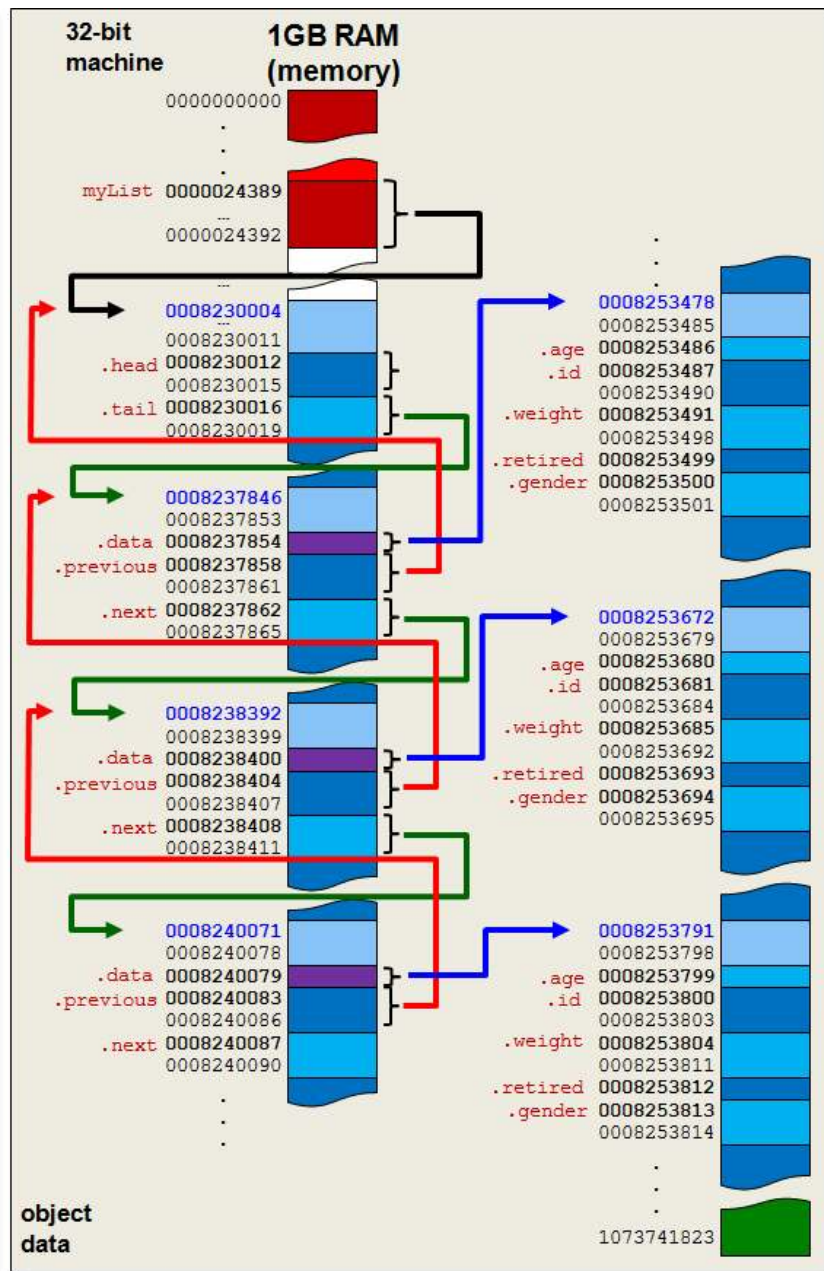 32-bit machine
1GB RAM (memory)
0000000000
.
.
.
myList 0000024389
...
0000024392
...
0008230004
...
0008230011
.head 0008230012
0008230015
.tail 0008230016
0008230019
0008237846
0008237853
.data 0008237854
.previous 0008237858
0008237861
.next 0008237862
0008237865
0008238392
0008238399
.data 0008238400
.previous 0008238404
0008238407
.next 0008238408
0008238411
0008240071
0008240078
.data 0008240079
.previous 0008240083
0008240086
.next 0008240087
0008240090
.
.
.
object data
.
.
.
0008253478
0008253485
.age 0008253486
.id 0008253487
0008253490
.weight 0008253491
0008253498
.retired 0008253499
.gender 0008253500
0008253501
0008253672
0008253679
.age 0008253680
.id 0008253681
0008253684
.weight 0008253685
0008253692
.retired 0008253693
.gender 0008253694
0008253695
0008253791
0008253798
.age 0008253799
.id 0008253800
0008253803
.weight 0008253804
0008253811
.retired 0008253812
.gender 0008253813
0008253814
.
.
.
1073741823